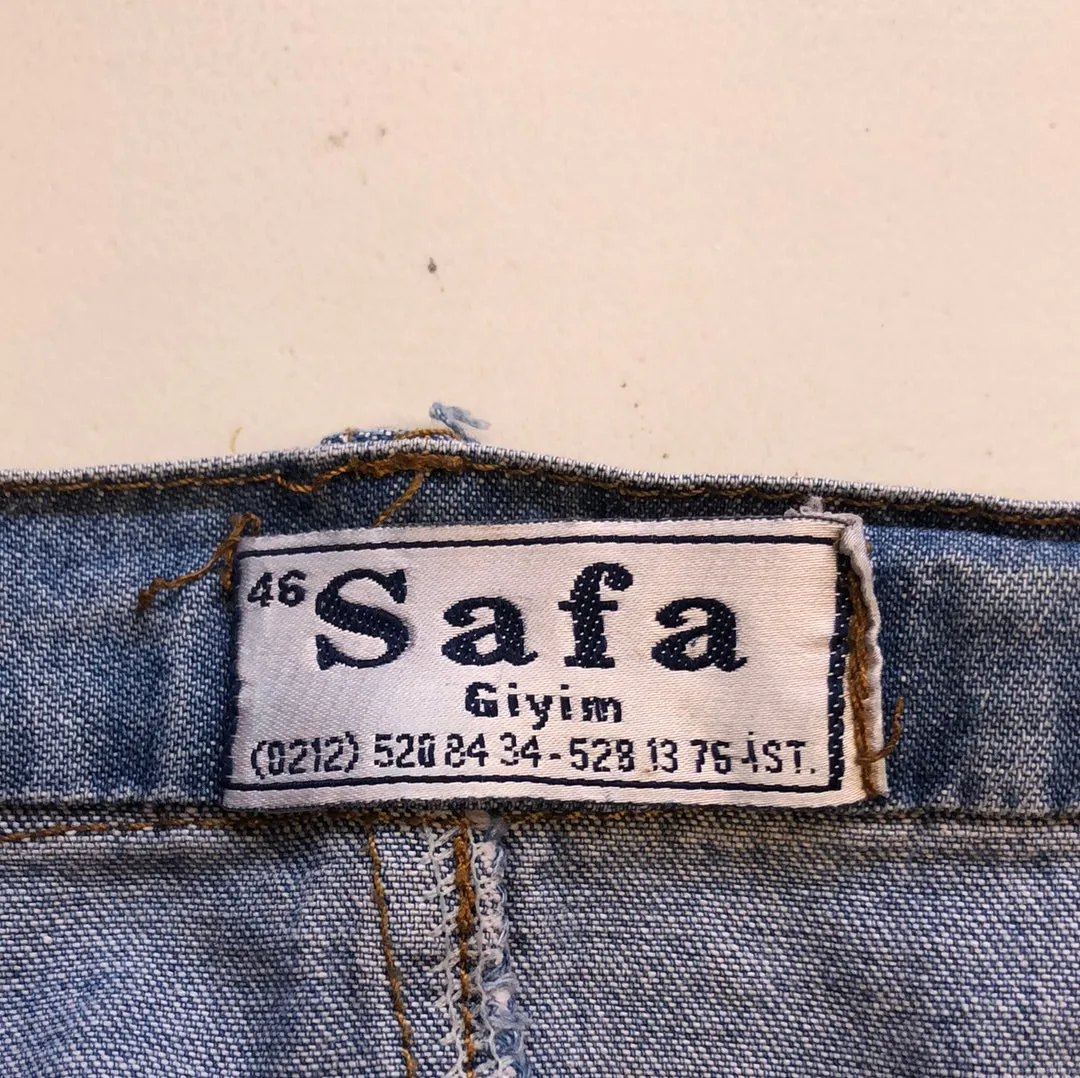 46 Safa
Giyim
(0212) 520 84 34-528 13 76 İST.